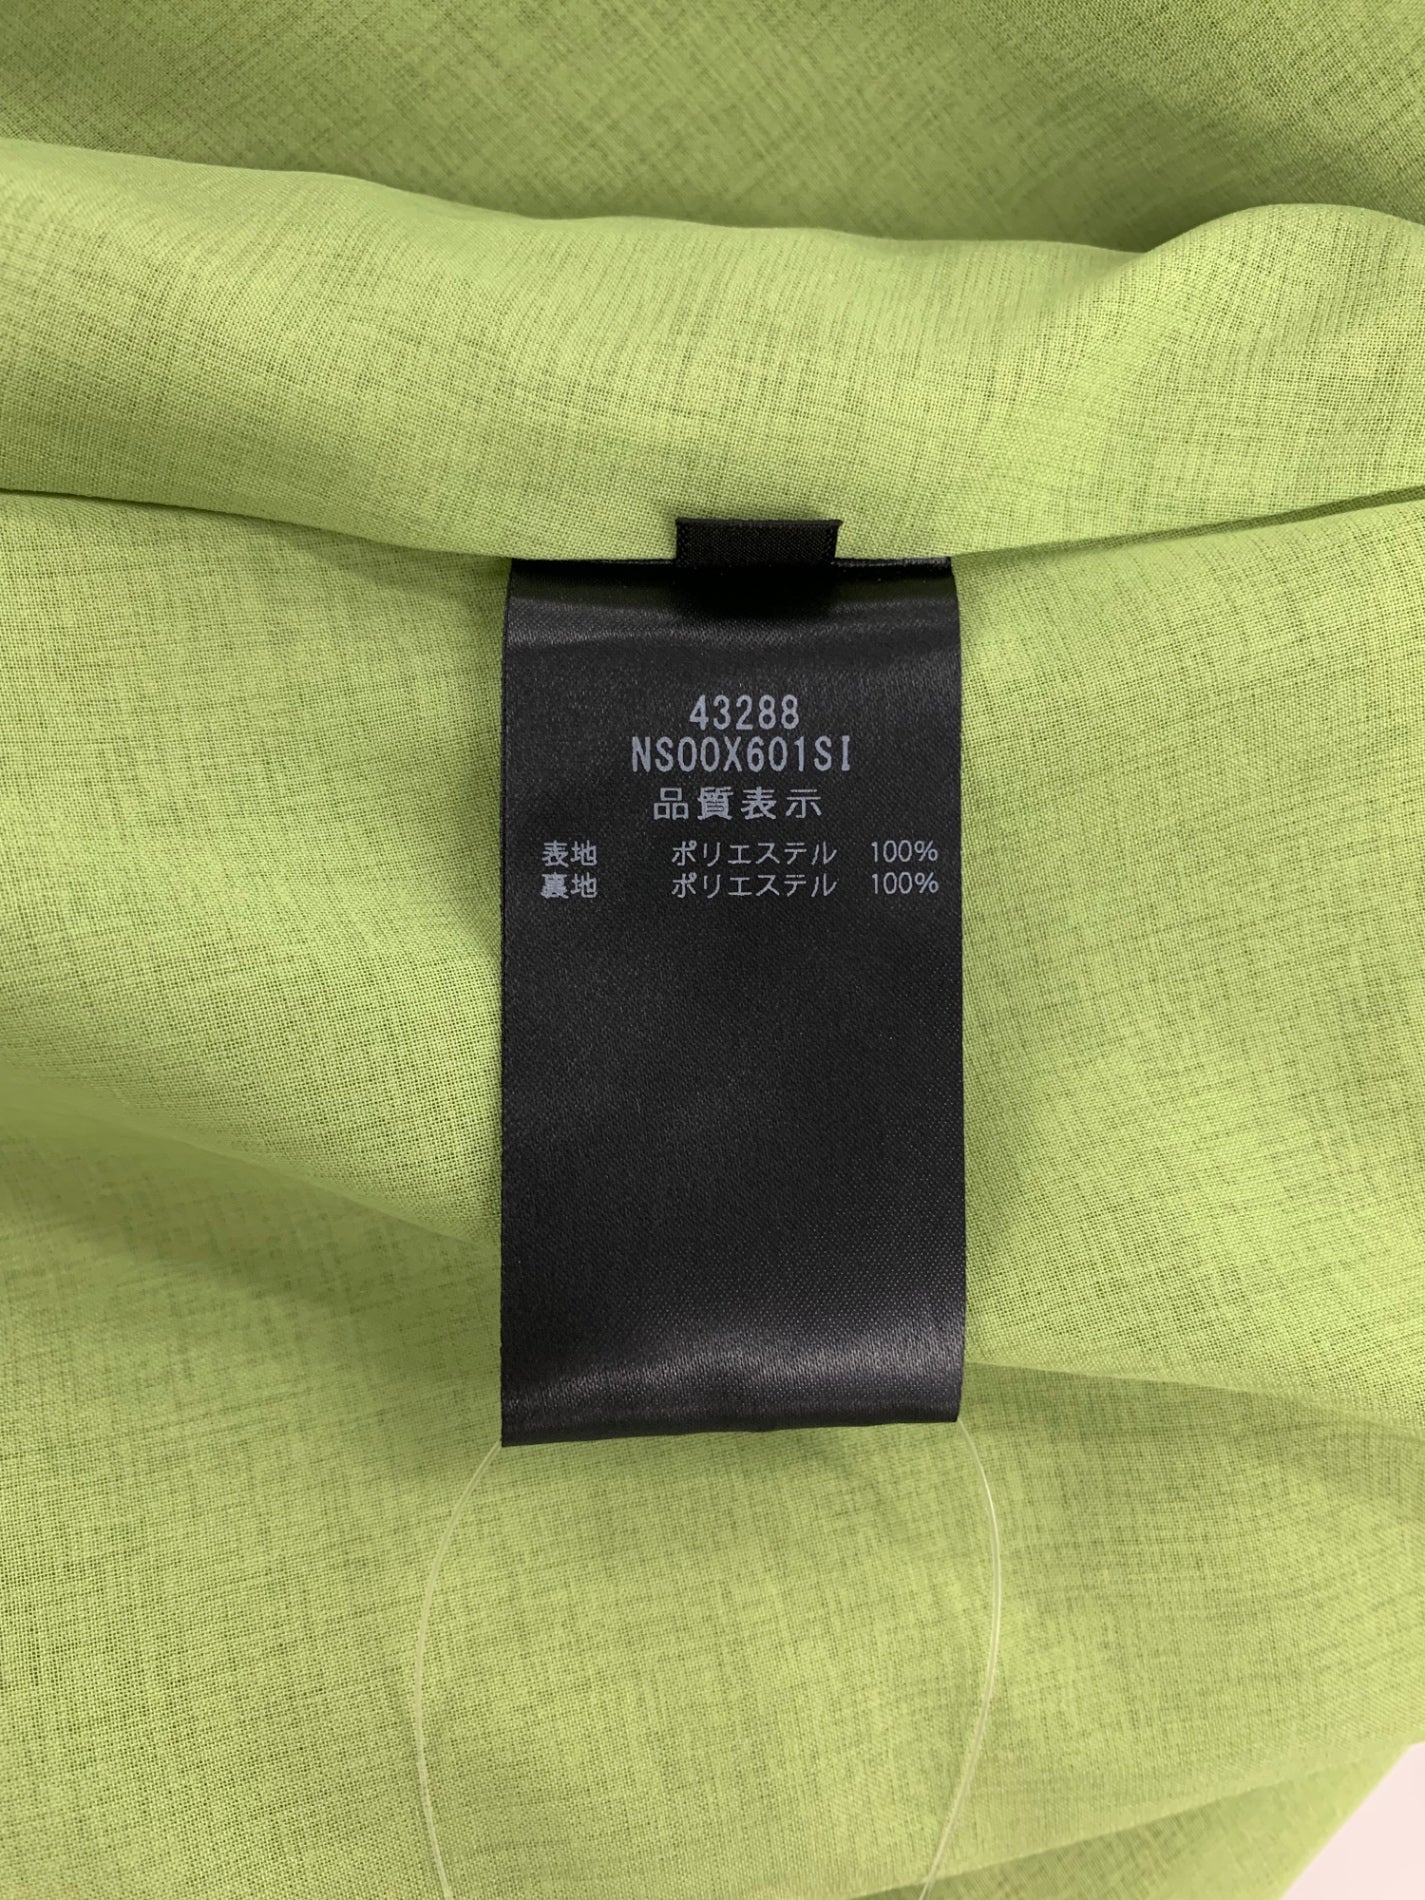 43288
NS00X601SI
品質表示
表地 ポリエステル 100%
裏地 ポリエステル 100%